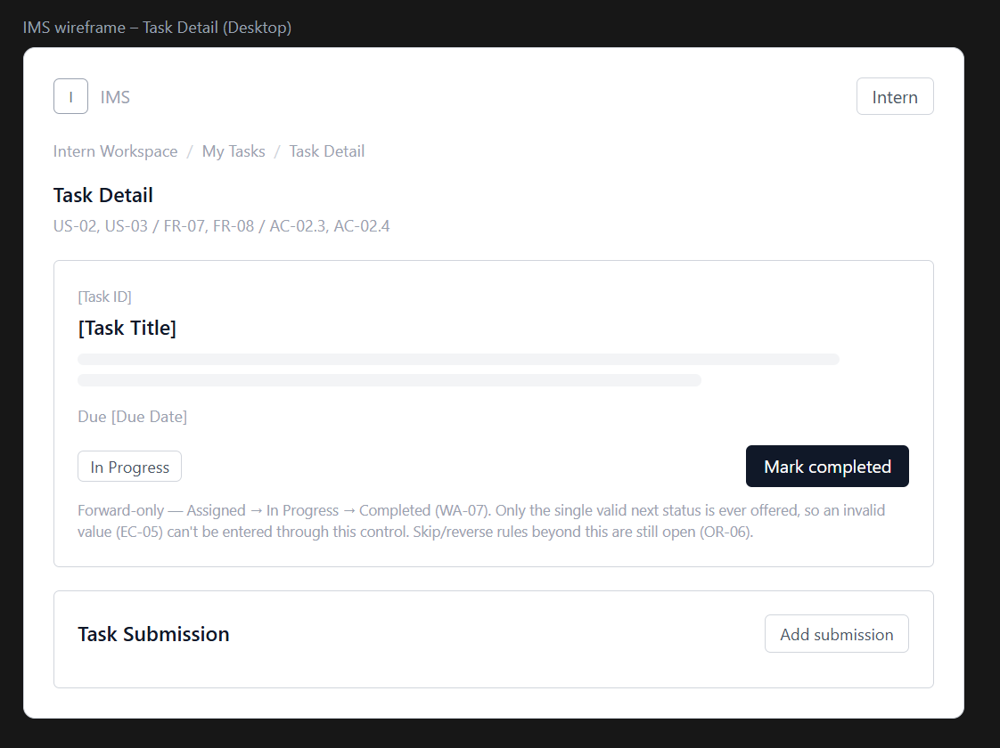 IMS wireframe – Task Detail (Desktop)
I IMS
Intern
Intern Workspace / My Tasks / Task Detail
Task Detail
US-02, US-03 / FR-07, FR-08 / AC-02.3, AC-02.4
[Task ID]
[Task Title]
Due [Due Date]
In Progress
Mark completed
Forward-only — Assigned → In Progress → Completed (WA-07). Only the single valid next status is ever offered, so an invalid
value (EC-05) can't be entered through this control. Skip/reverse rules beyond this are still open (OR-06).
Task Submission
Add submission